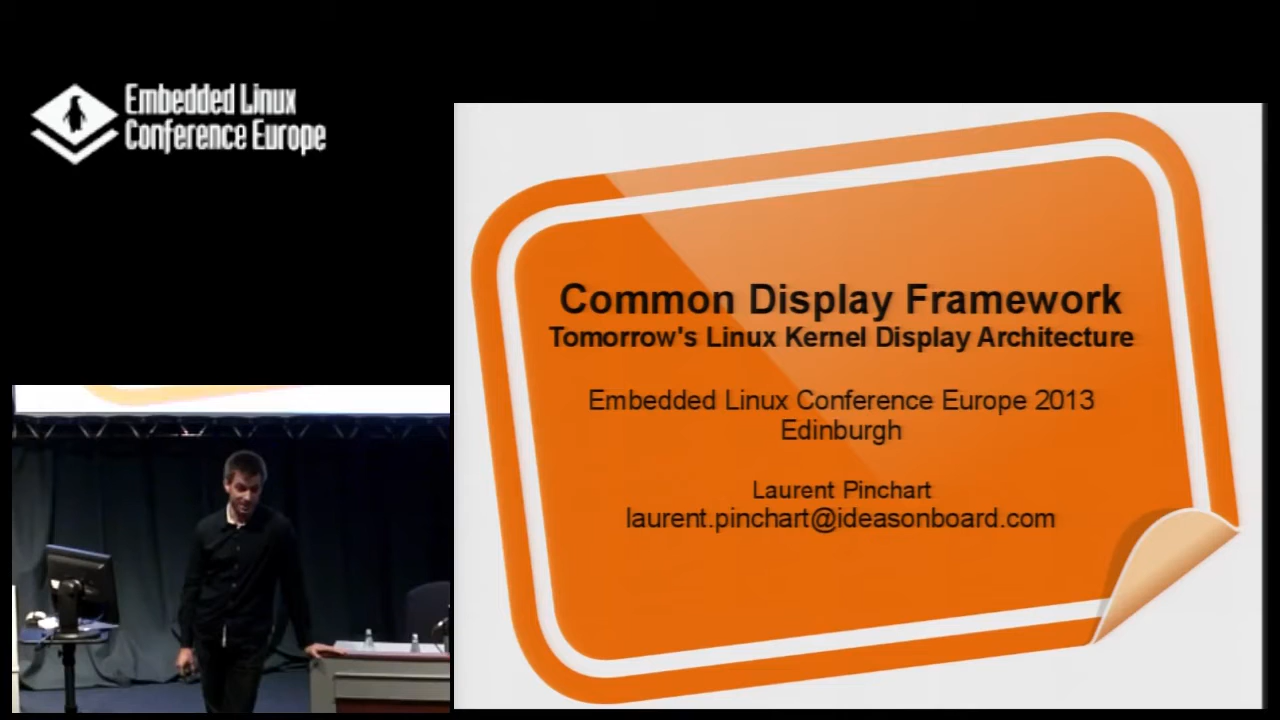 Embedded Linux
Conference Europe
Common Display Framework
Tomorrow's Linux Kernel Display Architecture
Embedded Linux Conference Europe 2013
Edinburgh
Laurent Pinchart
laurent.pinchart@ideasonboard.com